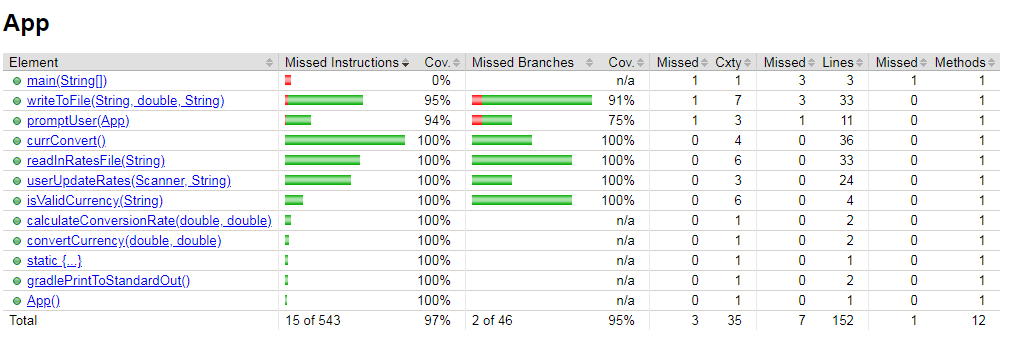 App
Element Missed Instructions Cov. Missed Branches Cov. Missed Cxty Missed Lines Missed Methods
main(String[]) 0% n/a 1 1 3 3 1 1
writeToFile(String, double, String) 95% 91% 1 7 3 33 0 1
promptUser(App) 94% 75% 1 3 1 11 0 1
currConvert() 100% 100% 0 4 0 36 0 1
readInRatesFile(String) 100% 100% 0 6 0 33 0 1
userUpdateRates(Scanner, String) 100% 100% 0 3 0 24 0 1
isValidCurrency(String) 100% 100% 0 6 0 4 0 1
calculateConversionRate(double, double) 100% n/a 0 1 0 2 0 1
convertCurrency(double, double) 100% n/a 0 1 0 2 0 1
static {...} 100% n/a 0 1 0 1 0 1
gradlePrintToStandardOut() 100% n/a 0 1 0 2 0 1
App() 100% n/a 0 1 0 1 0 1
Total 15 of 543 97% 2 of 46 95% 3 35 7 152 1 12